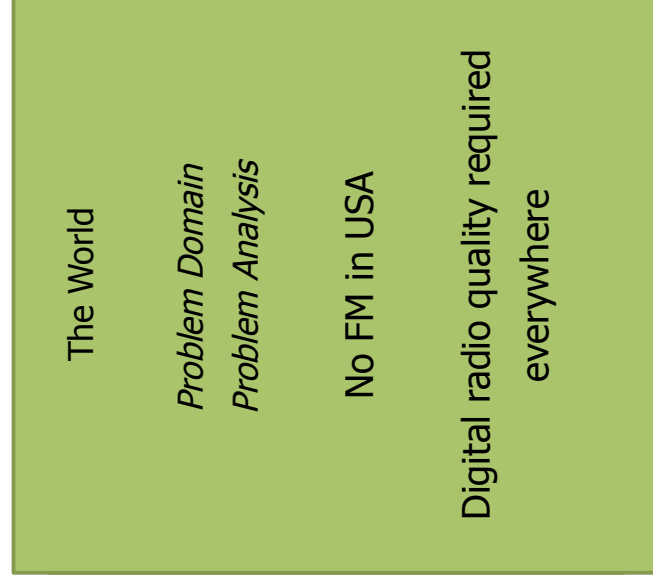 The World
Problem Domain
Problem Analysis
No FM in USA
Digital radio quality required
everywhere